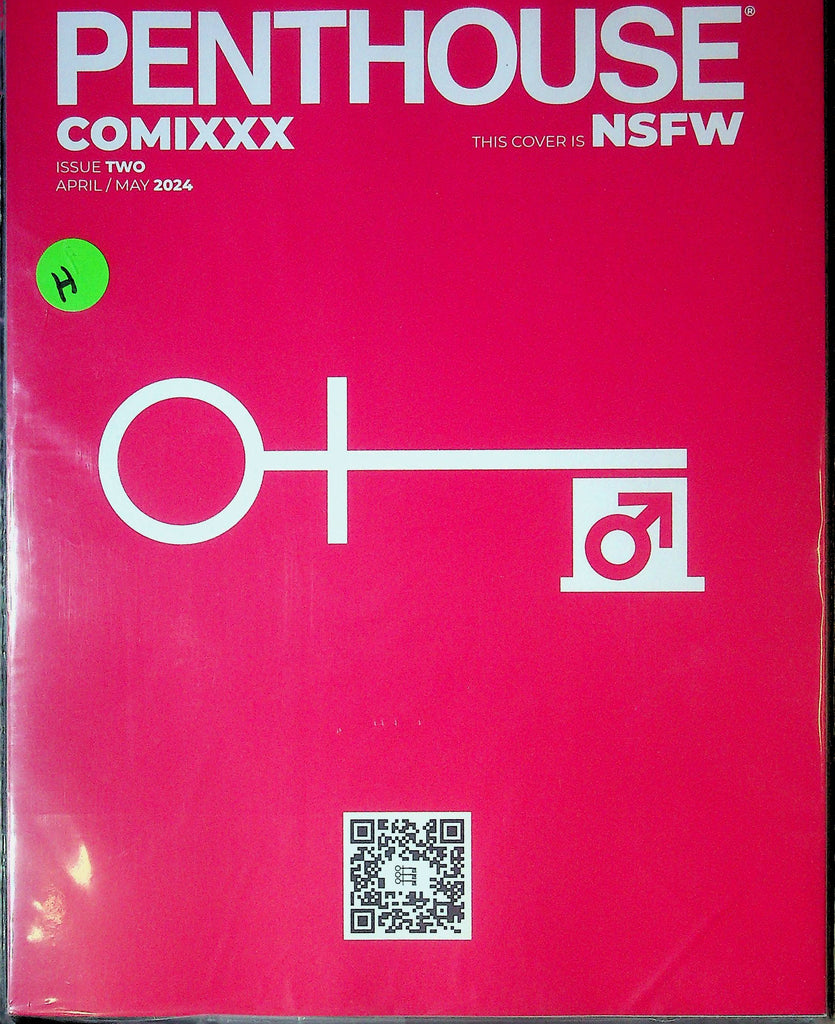 PENTHOUSE®
COMIXXX
THIS COVER IS NSFW
ISSUE TWO
APRIL / MAY 2024
H